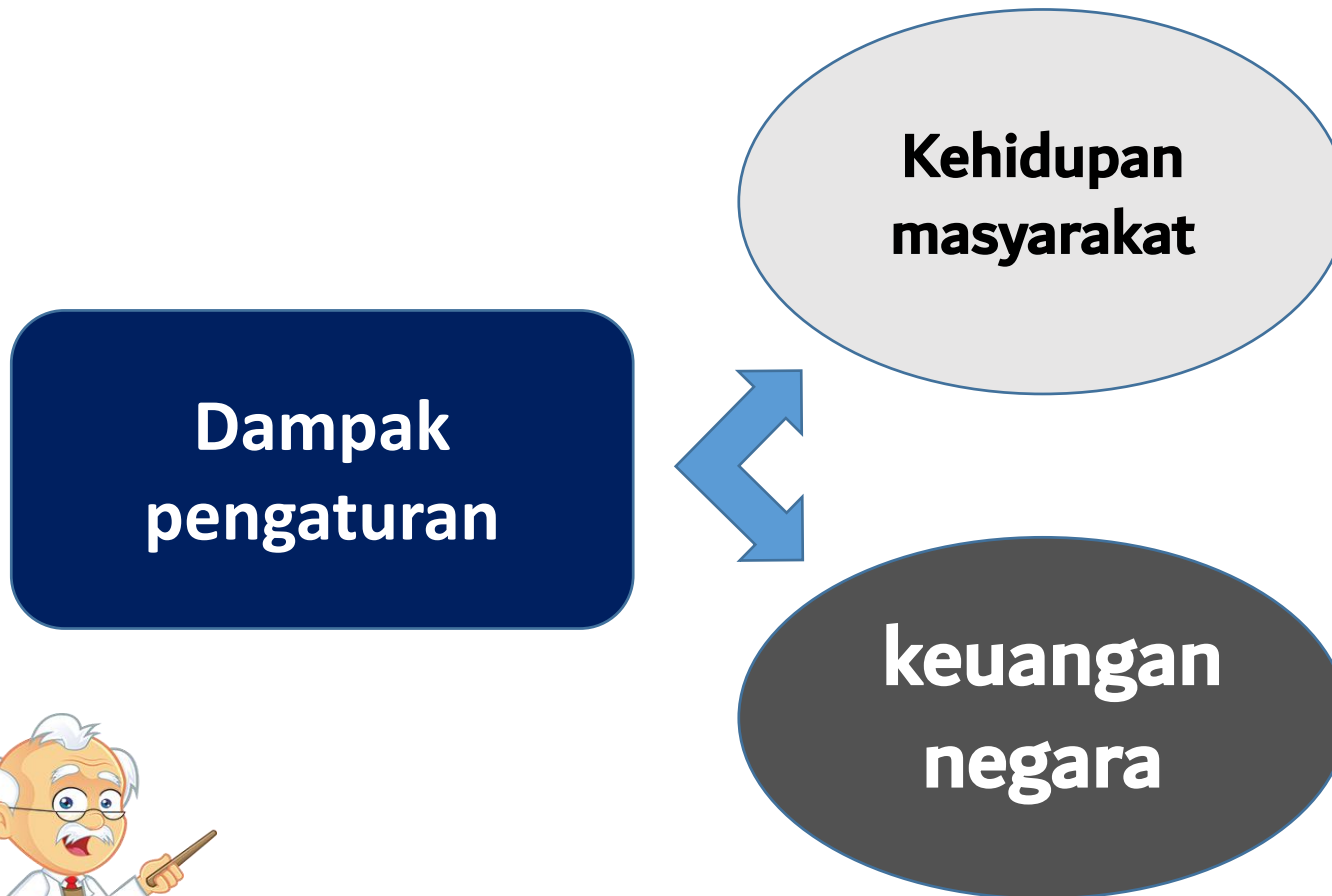 Kehidupan
masyarakat
Dampak
pengaturan
keuangan
negara